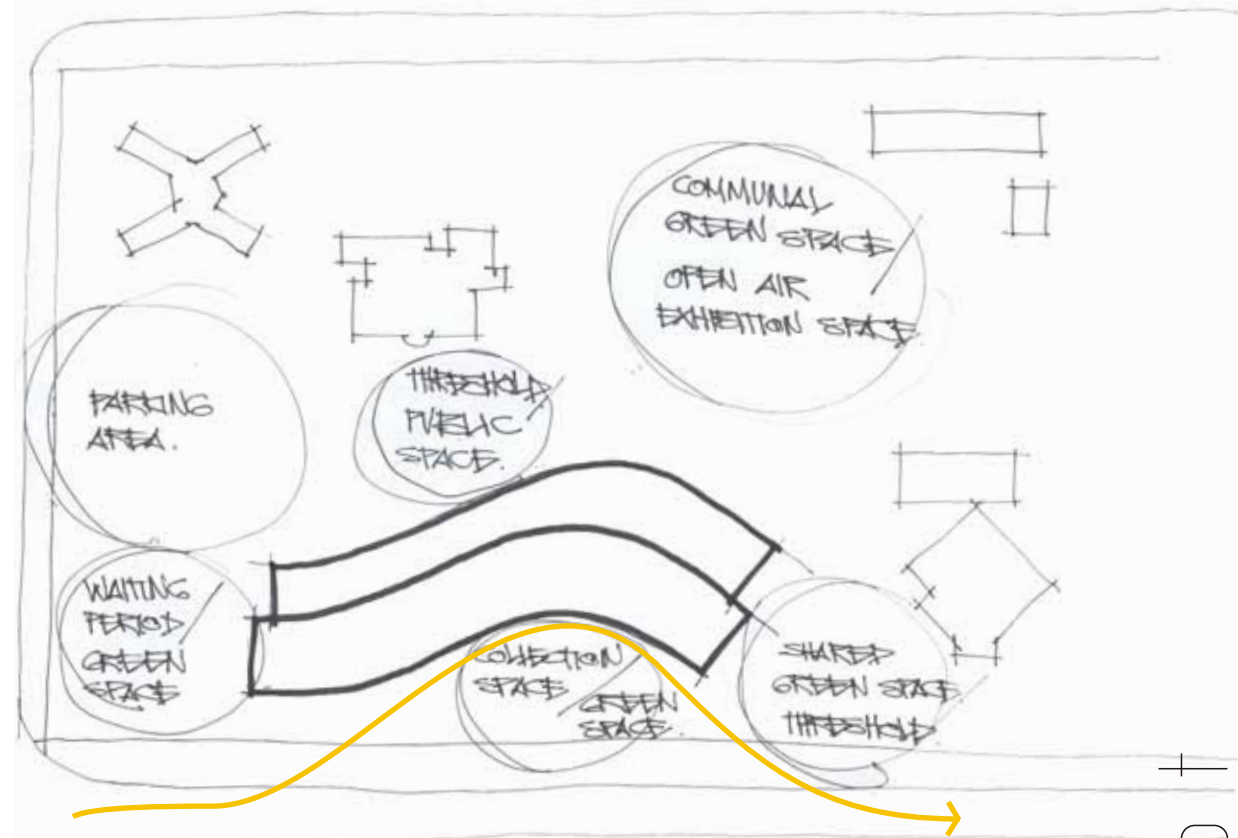 COMMUNAL
GREEN SPACE /
OPEN AIR
EXHIBITION SPACE.
THRESHOLD /
PUBLIC
SPACE.
PARKING
AREA.
WAITING /
PERIOD
GREEN
SPACE
COLLECTION /
SPACE
GREEN
SPACE.
SHARED
GREEN SPACE
THRESHOLD